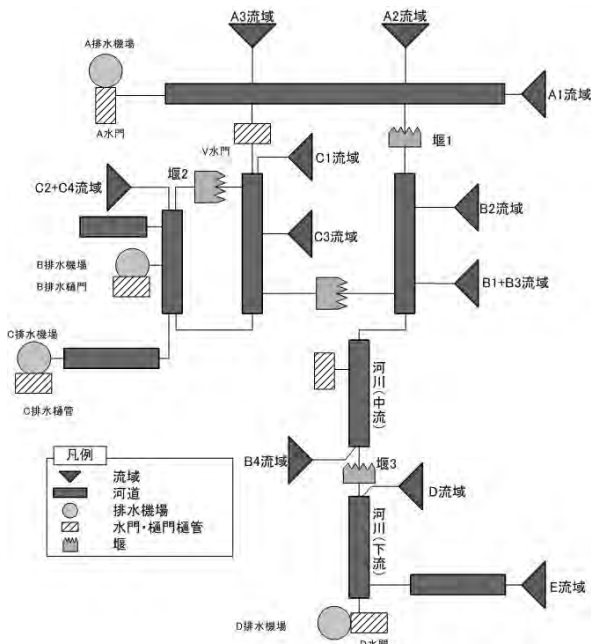 A3流域
A2流域
A排水機場
A1流域
A水門
V水門
堰1
C1流域
堰2
C2+C4流域
B2流域
C3流域
B排水機場
B排水樋門
B1+B3流域
C排水機場
C排水樋管
河川(中流)
凡例
流域
河道
排水機場
水門・樋門樋管
堰
B4流域
堰3
D流域
河川(下流)
E流域
D排水機場
D水門